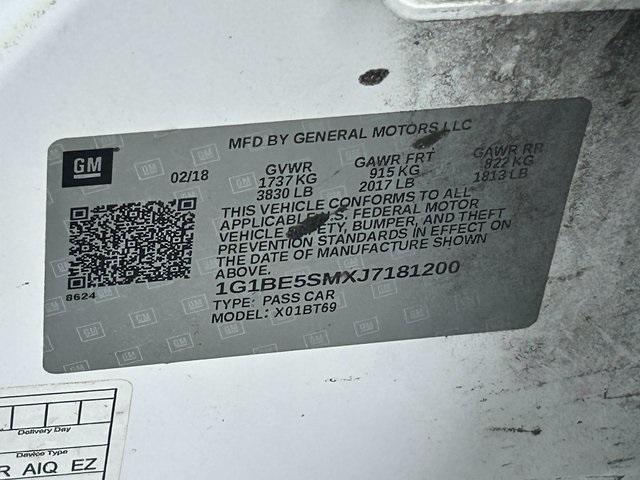 MFD BY GENERAL MOTORS LLC
GM
02/18
GVWR GAWR FRT GAWR RR
1737 KG 915 KG 822 KG
3830 LB 2017 LB 1813 LB
THIS VEHICLE CONFORMS TO ALL
APPLICABLE U.S. FEDERAL MOTOR
VEHICLE SAFETY, BUMPER, AND THEFT
PREVENTION STANDARDS IN EFFECT ON
THE DATE OF MANUFACTURE SHOWN
ABOVE.
8624
1G1BE5SMXJ7181200
TYPE: PASS CAR
MODEL: X01BT69
Delivery Day
Device Type
R AIQ EZ